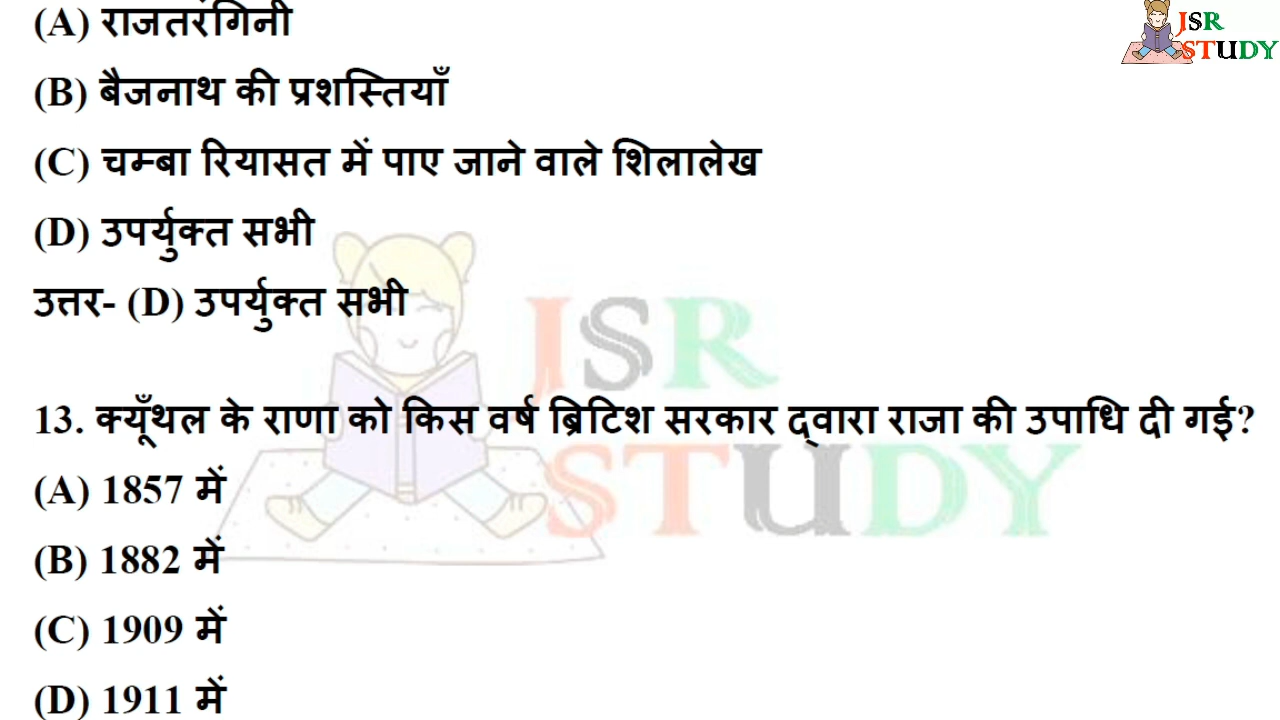 (A) राजतरंगिनी
JSR
STUDY
(B) बैजनाथ की प्रशस्तियाँ
(C) चम्बा रियासत में पाए जाने वाले शिलालेख
(D) उपर्युक्त सभी
उत्तर- (D) उपर्युक्त सभी
JSR
STUDY
13. क्यूँथल के राणा को किस वर्ष ब्रिटिश सरकार द्वारा राजा की उपाधि दी गई?
(A) 1857 में
(B) 1882 में
(C) 1909 में
(D) 1911 में